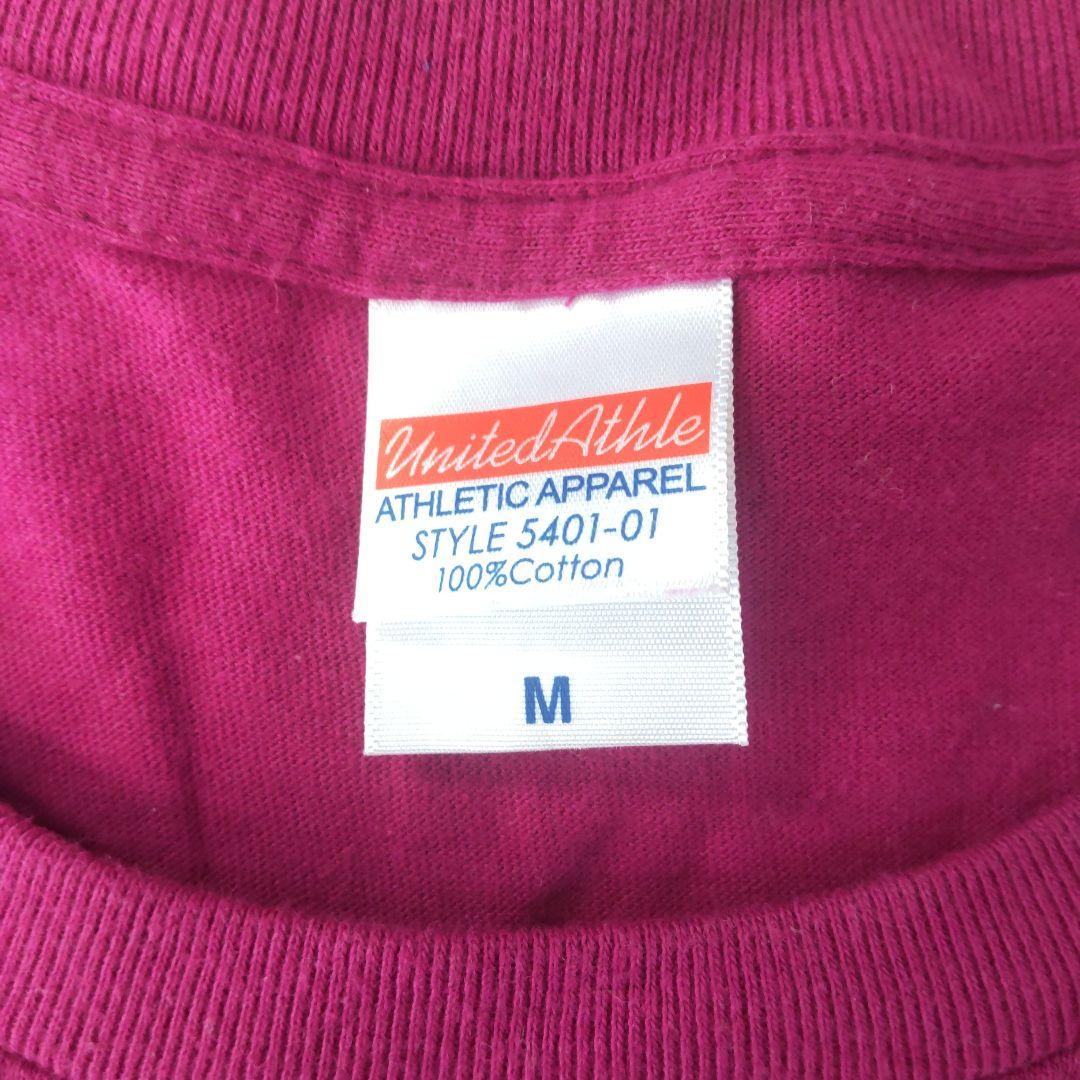 UnitedAthle
ATHLETIC APPAREL
STYLE 5401-01
100%Cotton
M